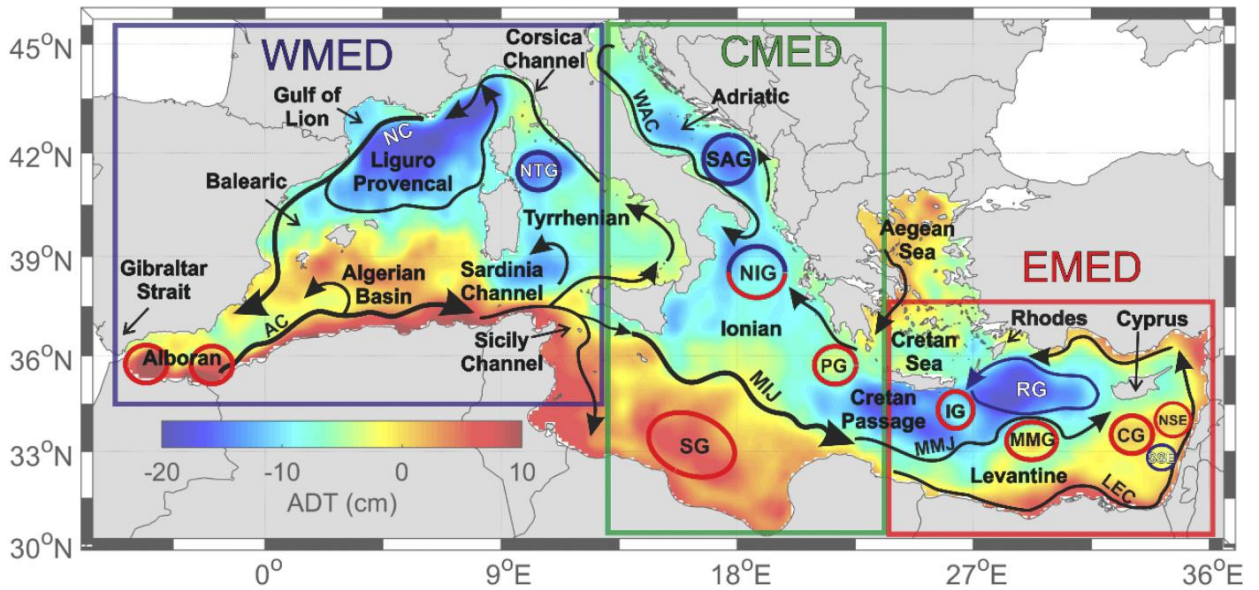 45°N
42°N
39°N
36°N
33°N
30°N
WMED
CMED
EMED
Corsica
Channel
Gulf of
Lion
NC
Liguro
Provencal
Balearic
NTG
Tyrrhenian
WAC
Adriatic
SAG
Aegean
Sea
Gibraltar
Strait
Algerian
Basin
Sardinia
Channel
NIG
Ionian
AC
Alboran
Sicily
Channel
PG
Cretan
Sea
Rhodes
Cyprus
MIJ
Cretan
Passage
IG
RG
SG
MMJ
MMG
CG
NSE
SSE
Levantine
LEC
-20
-10
0
10
ADT (cm)
0°
9°E
18°E
27°E
36°E